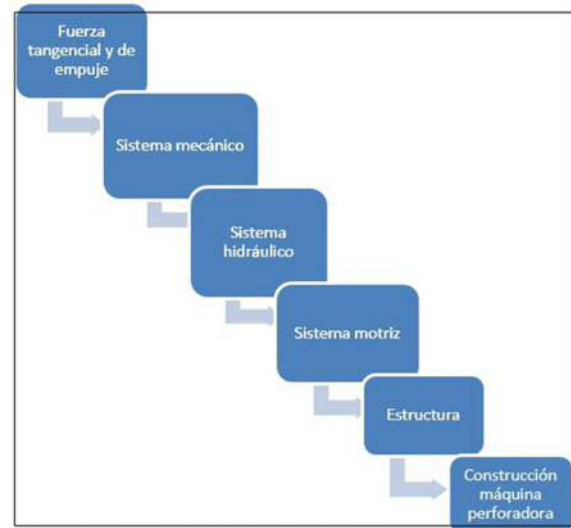 Fuerza
tangencial y de
empuje
Sistema mecánico
Sistema
hidráulico
Sistema motriz
Estructura
Construcción
máquina
perforadora